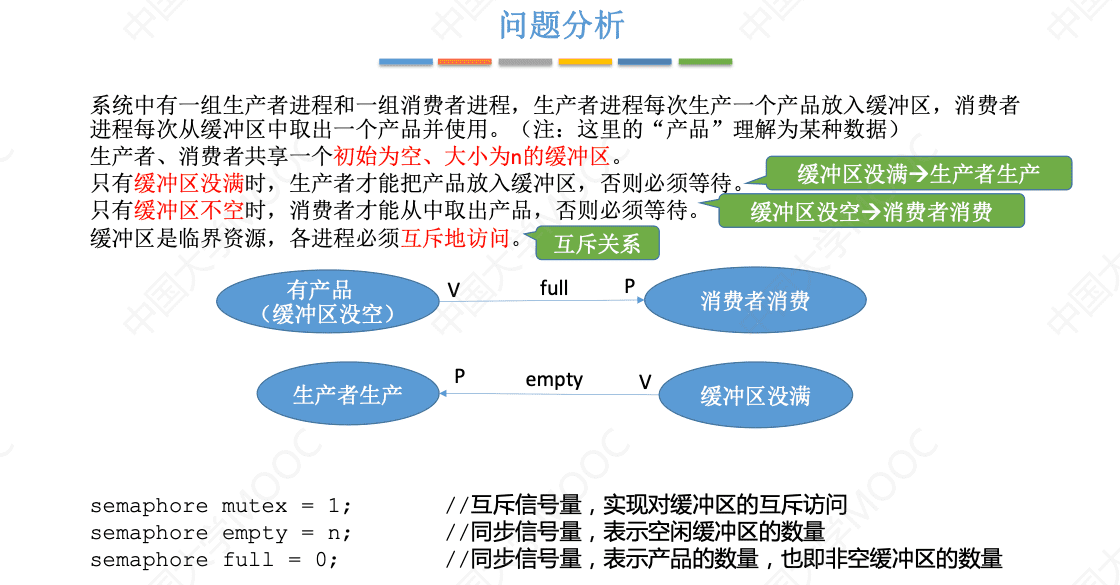 问题分析
系统中有一组生产者进程和一组消费者进程，生产者进程每次生产一个产品放入缓冲区，消费者
进程每次从缓冲区中取出一个产品并使用。（注：这里的“产品”理解为某种数据）
生产者、消费者共享一个初始为空、大小为n的缓冲区。
只有缓冲区没满时，生产者才能把产品放入缓冲区，否则必须等待。
缓冲区没满→生产者生产
只有缓冲区不空时，消费者才能从中取出产品，否则必须等待。
缓冲区没空→消费者消费
缓冲区是临界资源，各进程必须互斥地访问。
互斥关系
有产品
（缓冲区没空）
V
full
P
消费者消费
生产者生产
P
empty
V
缓冲区没满
semaphore mutex = 1; //互斥信号量，实现对缓冲区的互斥访问
semaphore empty = n; //同步信号量，表示空闲缓冲区的数量
semaphore full = 0; //同步信号量，表示产品的数量，也即非空缓冲区的数量